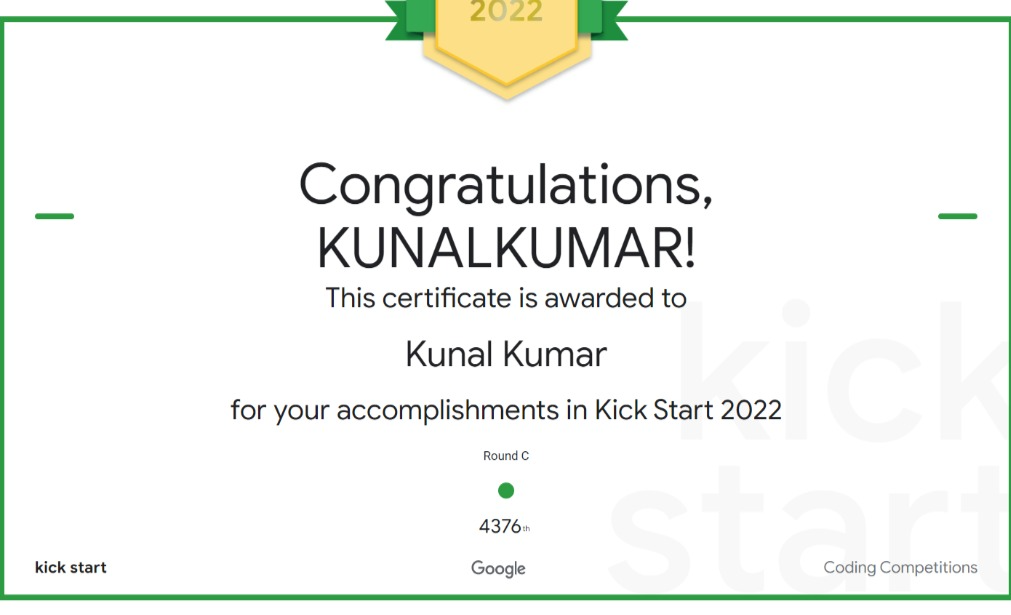 2022
Congratulations,
KUNALKUMAR!
This certificate is awarded to
Kunal Kumar
for your accomplishments in Kick Start 2022
Round C
4376th
kick start
Google
Coding Competitions
kick
start